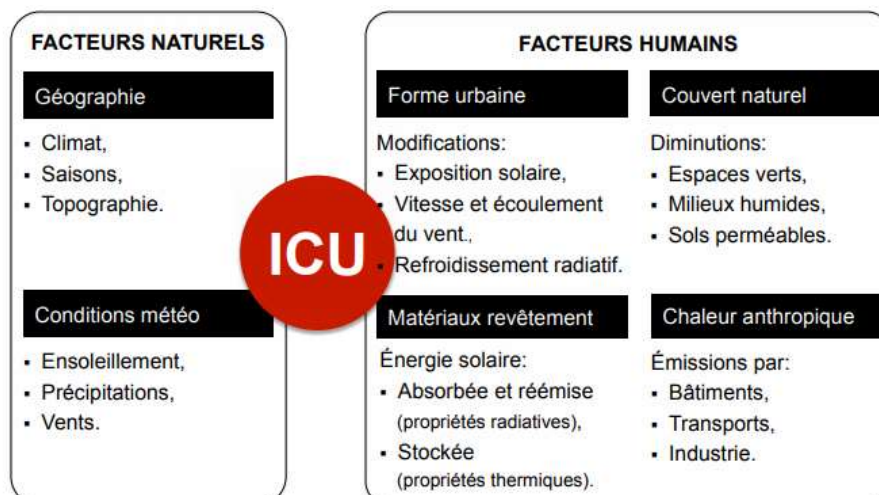 FACTEURS NATURELS
Géographie
▪ Climat,
▪ Saisons,
▪ Topographie.
Conditions météo
▪ Ensoleillement,
▪ Précipitations,
▪ Vents.
ICU
FACTEURS HUMAINS
Forme urbaine
Modifications:
▪ Exposition solaire,
▪ Vitesse et écoulement
du vent.,
▪ Refroidissement radiatif.
Couvert naturel
Diminutions:
▪ Espaces verts,
▪ Milieux humides,
▪ Sols perméables.
Matériaux revêtement
Énergie solaire:
▪ Absorbée et réémise
(propriétés radiatives),
▪ Stockée
(propriétés thermiques).
Chaleur anthropique
Émissions par:
▪ Bâtiments,
▪ Transports,
▪ Industrie.